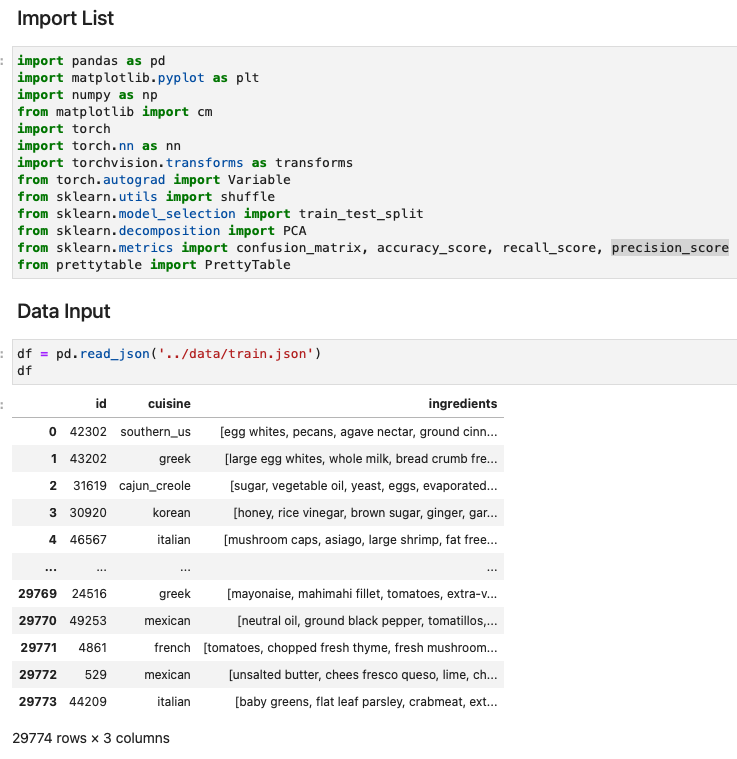 Import List
import pandas as pd
import matplotlib.pyplot as plt
import numpy as np
from matplotlib import cm
import torch
import torch.nn as nn
import torchvision.transforms as transforms
from torch.autograd import Variable
from sklearn.utils import shuffle
from sklearn.model_selection import train_test_split
from sklearn.decomposition import PCA
from sklearn.metrics import confusion_matrix, accuracy_score, recall_score, precision_score
from prettytable import PrettyTable
Data Input
df = pd.read_json('../data/train.json')
df
id cuisine ingredients
0 42302 southern_us [egg whites, pecans, agave nectar, ground cinn...
1 43202 greek [large egg whites, whole milk, bread crumb fre...
2 31619 cajun_creole [sugar, vegetable oil, yeast, eggs, evaporated...
3 30920 korean [honey, rice vinegar, brown sugar, ginger, gar...
4 46567 italian [mushroom caps, asiago, large shrimp, fat free...
... ... ... ...
29769 24516 greek [mayonaise, mahimahi fillet, tomatoes, extra-v...
29770 49253 mexican [neutral oil, ground black pepper, tomatillos,...
29771 4861 french [tomatoes, chopped fresh thyme, fresh mushroom...
29772 529 mexican [unsalted butter, chees fresco queso, lime, ch...
29773 44209 italian [baby greens, flat leaf parsley, crabmeat, ext...
29774 rows × 3 columns